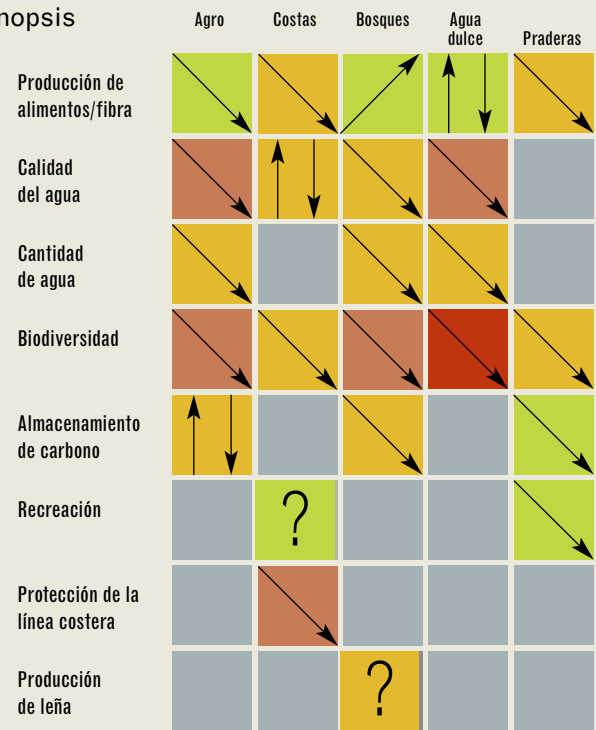 nopsis
Agro Costas Bosques Agua dulce Praderas
Producción de
alimentos/fibra
Calidad
del agua
Cantidad
de agua
Biodiversidad
Almacenamiento
de carbono
Recreación
?
Protección de la
línea costera
Producción
de leña
?